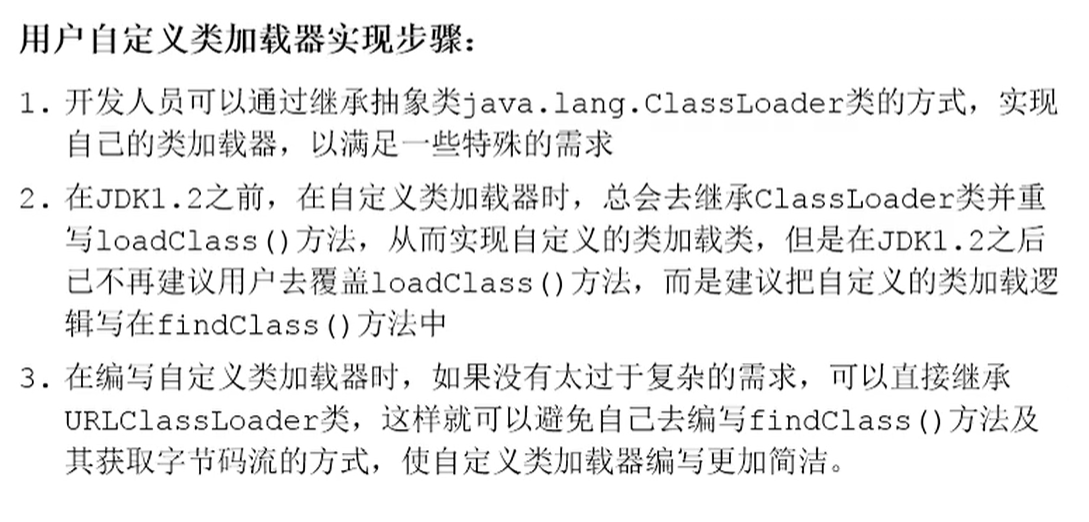 用户自定义类加载器实现步骤：
1. 开发人员可以通过继承抽象类java.lang.ClassLoader类的方式，实现
自己的类加载器，以满足一些特殊的需求
2. 在JDK1.2之前，在自定义类加载器时，总会去继承ClassLoader类并重
写loadClass()方法，从而实现自定义的类加载类，但是在JDK1.2之后
已不再建议用户去覆盖loadClass()方法，而是建议把自定义的类加载逻
辑写在findClass()方法中
3. 在编写自定义类加载器时，如果没有太过于复杂的需求，可以直接继承
URLClassLoader类，这样就可以避免自己去编写findClass()方法及
其获取字节码流的方式，使自定义类加载器编写更加简洁。